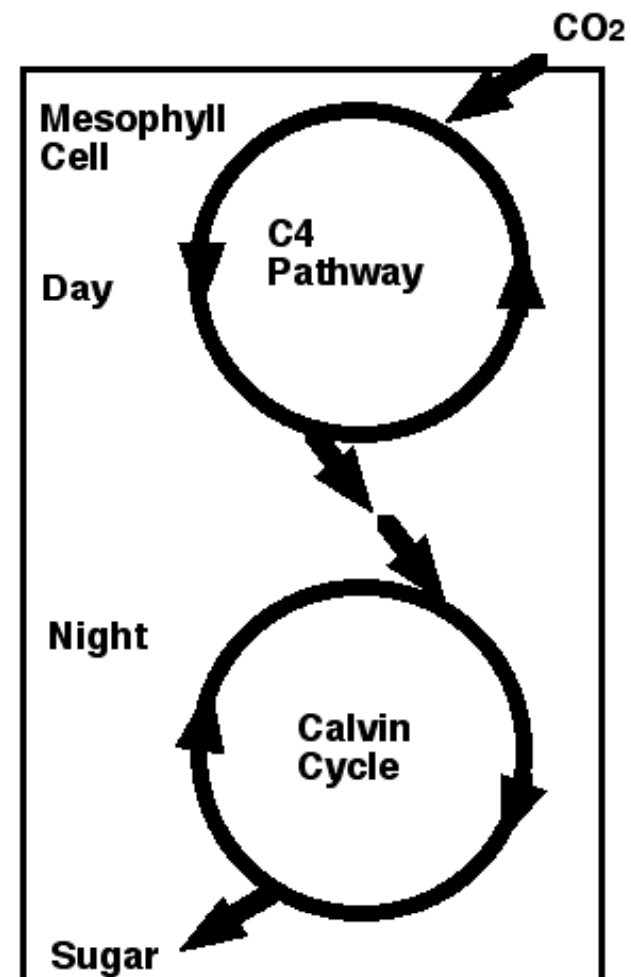 CO2
Mesophyll
Cell
C4
Pathway
Day
Night
Calvin
Cycle
Sugar